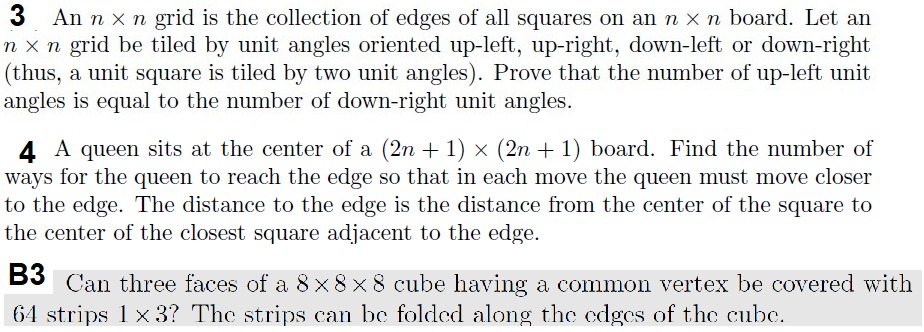 3 An n × n grid is the collection of edges of all squares on an n × n board. Let an
n × n grid be tiled by unit angles oriented up-left, up-right, down-left or down-right
(thus, a unit square is tiled by two unit angles). Prove that the number of up-left unit
angles is equal to the number of down-right unit angles.
4 A queen sits at the center of a (2n + 1) × (2n + 1) board. Find the number of
ways for the queen to reach the edge so that in each move the queen must move closer
to the edge. The distance to the edge is the distance from the center of the square to
the center of the closest square adjacent to the edge.
B3 Can three faces of a 8×8×8 cube having a common vertex be covered with
64 strips 1×3? The strips can be folded along the edges of the cube.